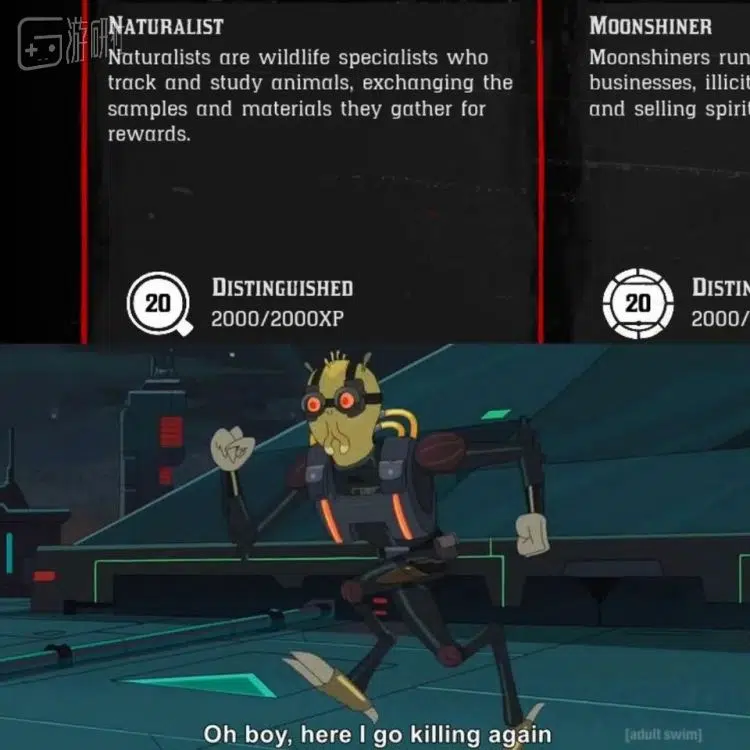 游研社
NATURALIST
Naturalists are wildlife specialists who
track and study animals, exchanging the
samples and materials they gather for
rewards.
20
DISTINGUISHED
2000/2000XP
MOONSHINER
Moonshiners run
businesses, illicit
and selling spiri
20
DISTIN
2000/
Oh boy, here I go killing again
[adult swim]